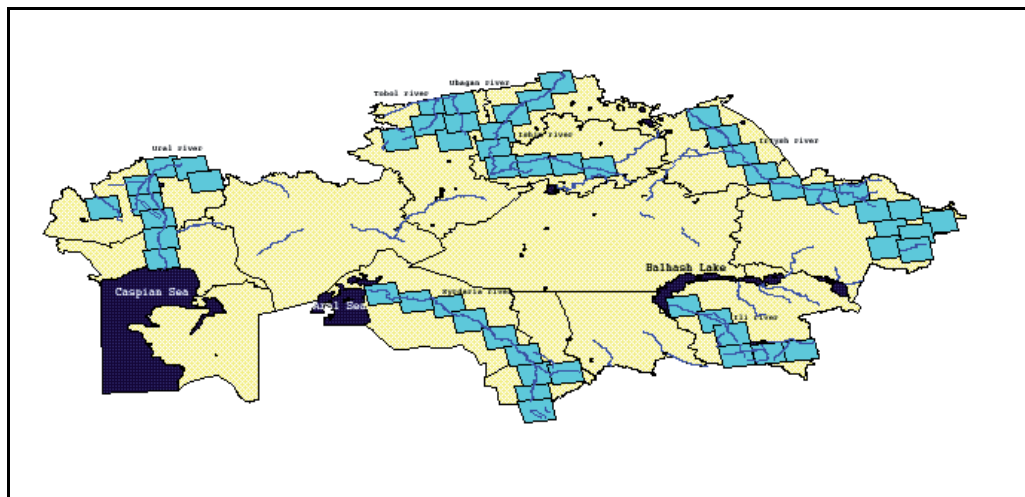 Ubagan river
Tobol river
Ishim river
Irtysh river
Ural river
Balhash Lake
Caspian Sea
Aral Sea
Syrdaria river
Ili river